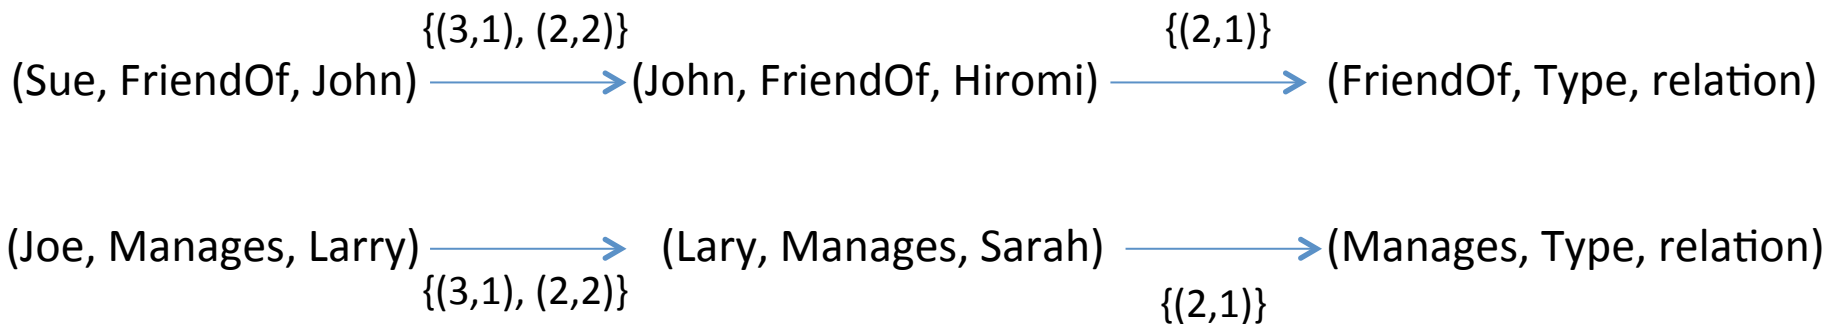 {(3,1), (2,2)} {(2,1)}
(Sue, FriendOf, John) (John, FriendOf, Hiromi) (FriendOf, Type, relation)
(Joe, Manages, Larry) (Lary, Manages, Sarah) (Manages, Type, relation)
{(3,1), (2,2)} {(2,1)}